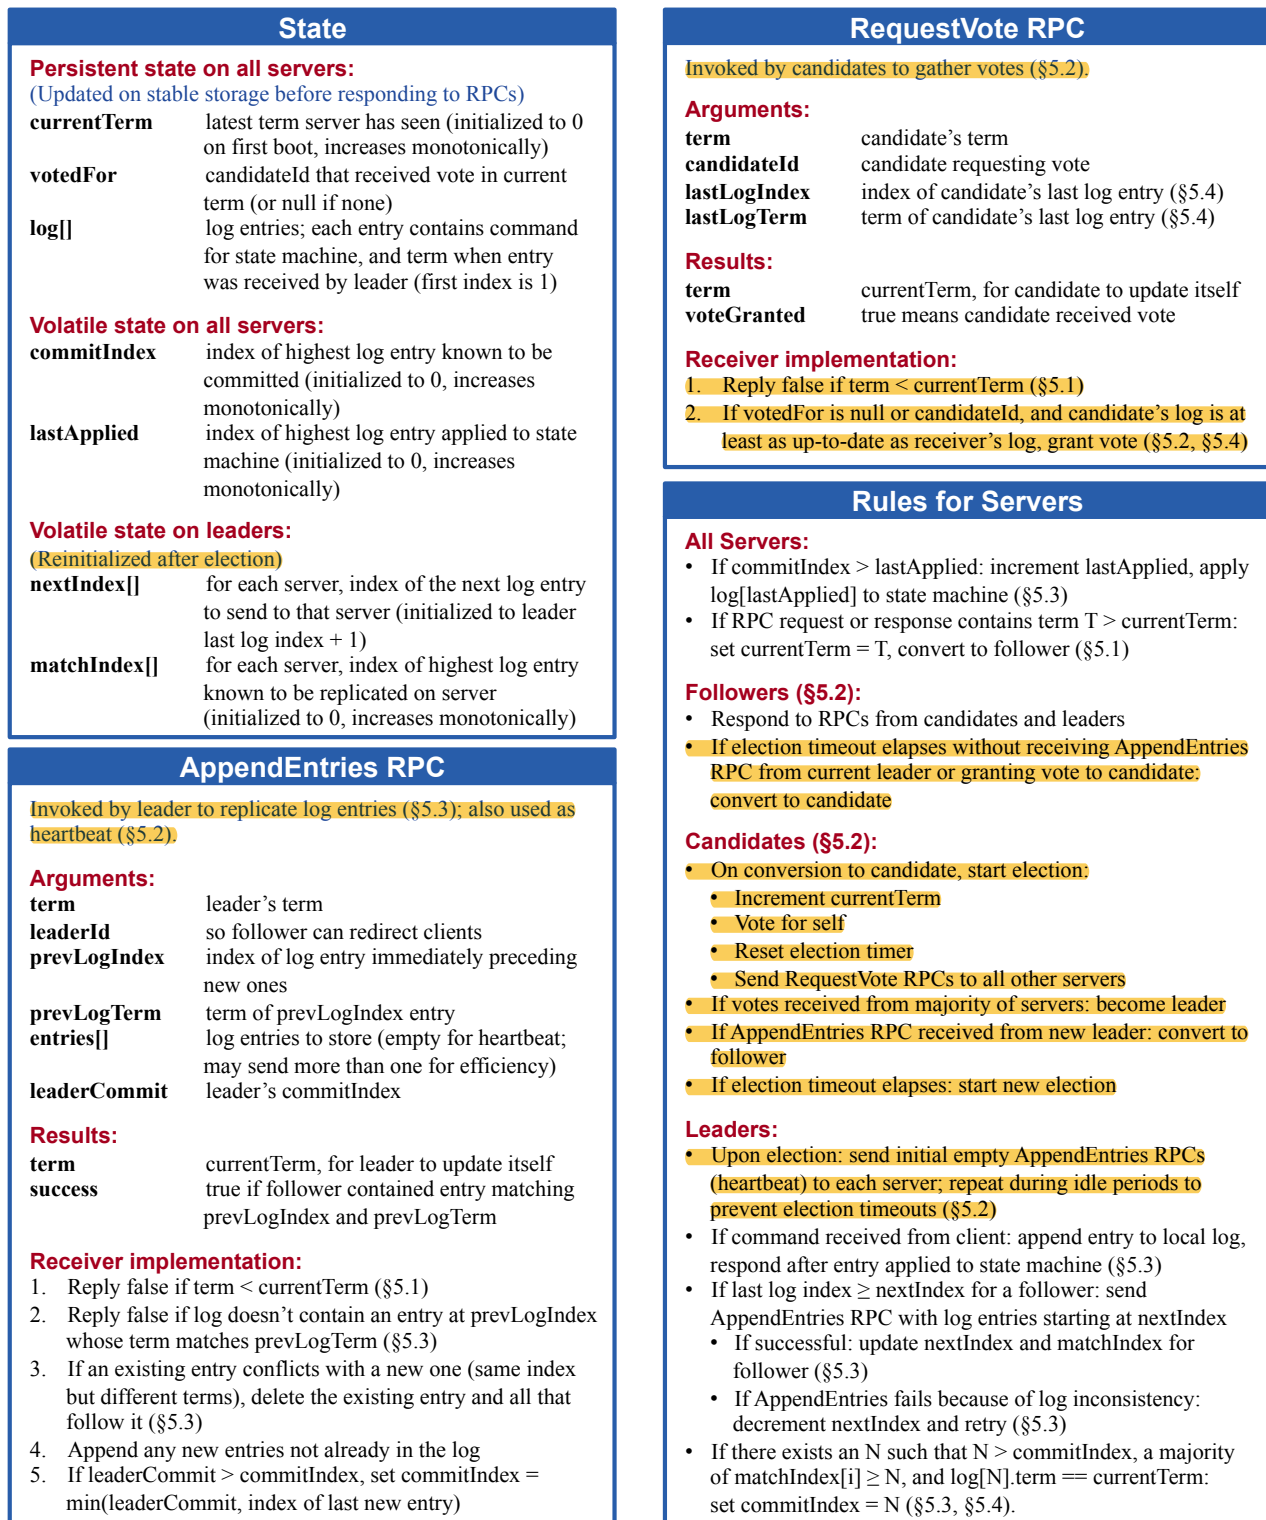 State
Persistent state on all servers:
(Updated on stable storage before responding to RPCs)
currentTerm latest term server has seen (initialized to 0
on first boot, increases monotonically)
votedFor candidateId that received vote in current
term (or null if none)
log[] log entries; each entry contains command
for state machine, and term when entry
was received by leader (first index is 1)
Volatile state on all servers:
commitIndex index of highest log entry known to be
committed (initialized to 0, increases
monotonically)
lastApplied index of highest log entry applied to state
machine (initialized to 0, increases
monotonically)
Volatile state on leaders:
(Reinitialized after election)
nextIndex[] for each server, index of the next log entry
to send to that server (initialized to leader
last log index + 1)
matchIndex[] for each server, index of highest log entry
known to be replicated on server
(initialized to 0, increases monotonically)
AppendEntries RPC
Invoked by leader to replicate log entries (§5.3); also used as
heartbeat (§5.2).
Arguments:
term leader's term
leaderId so follower can redirect clients
prevLogIndex index of log entry immediately preceding
new ones
prevLogTerm term of prevLogIndex entry
entries[] log entries to store (empty for heartbeat;
may send more than one for efficiency)
leaderCommit leader's commitIndex
Results:
term currentTerm, for leader to update itself
success true if follower contained entry matching
prevLogIndex and prevLogTerm
Receiver implementation:
1. Reply false if term < currentTerm (§5.1)
2. Reply false if log doesn't contain an entry at prevLogIndex
whose term matches prevLogTerm (§5.3)
3. If an existing entry conflicts with a new one (same index
but different terms), delete the existing entry and all that
follow it (§5.3)
4. Append any new entries not already in the log
5. If leaderCommit > commitIndex, set commitIndex =
min(leaderCommit, index of last new entry)
RequestVote RPC
Invoked by candidates to gather votes (§5.2).
Arguments:
term candidate's term
candidateId candidate requesting vote
lastLogIndex index of candidate's last log entry (§5.4)
lastLogTerm term of candidate's last log entry (§5.4)
Results:
term currentTerm, for candidate to update itself
voteGranted true means candidate received vote
Receiver implementation:
1. Reply false if term < currentTerm (§5.1)
2. If votedFor is null or candidateId, and candidate's log is at
least as up-to-date as receiver's log, grant vote (§5.2, §5.4)
Rules for Servers
All Servers:
• If commitIndex > lastApplied: increment lastApplied, apply
log[lastApplied] to state machine (§5.3)
• If RPC request or response contains term T > currentTerm:
set currentTerm = T, convert to follower (§5.1)
Followers (§5.2):
• Respond to RPCs from candidates and leaders
• If election timeout elapses without receiving AppendEntries
RPC from current leader or granting vote to candidate:
convert to candidate
Candidates (§5.2):
• On conversion to candidate, start election:
• Increment currentTerm
• Vote for self
• Reset election timer
• Send RequestVote RPCs to all other servers
• If votes received from majority of servers: become leader
• If AppendEntries RPC received from new leader: convert to
follower
• If election timeout elapses: start new election
Leaders:
• Upon election: send initial empty AppendEntries RPCs
(heartbeat) to each server; repeat during idle periods to
prevent election timeouts (§5.2)
• If command received from client: append entry to local log,
respond after entry applied to state machine (§5.3)
• If last log index ≥ nextIndex for a follower: send
AppendEntries RPC with log entries starting at nextIndex
• If successful: update nextIndex and matchIndex for
follower (§5.3)
• If AppendEntries fails because of log inconsistency:
decrement nextIndex and retry (§5.3)
• If there exists an N such that N > commitIndex, a majority
of matchIndex[i] ≥ N, and log[N].term == currentTerm:
set commitIndex = N (§5.3, §5.4).